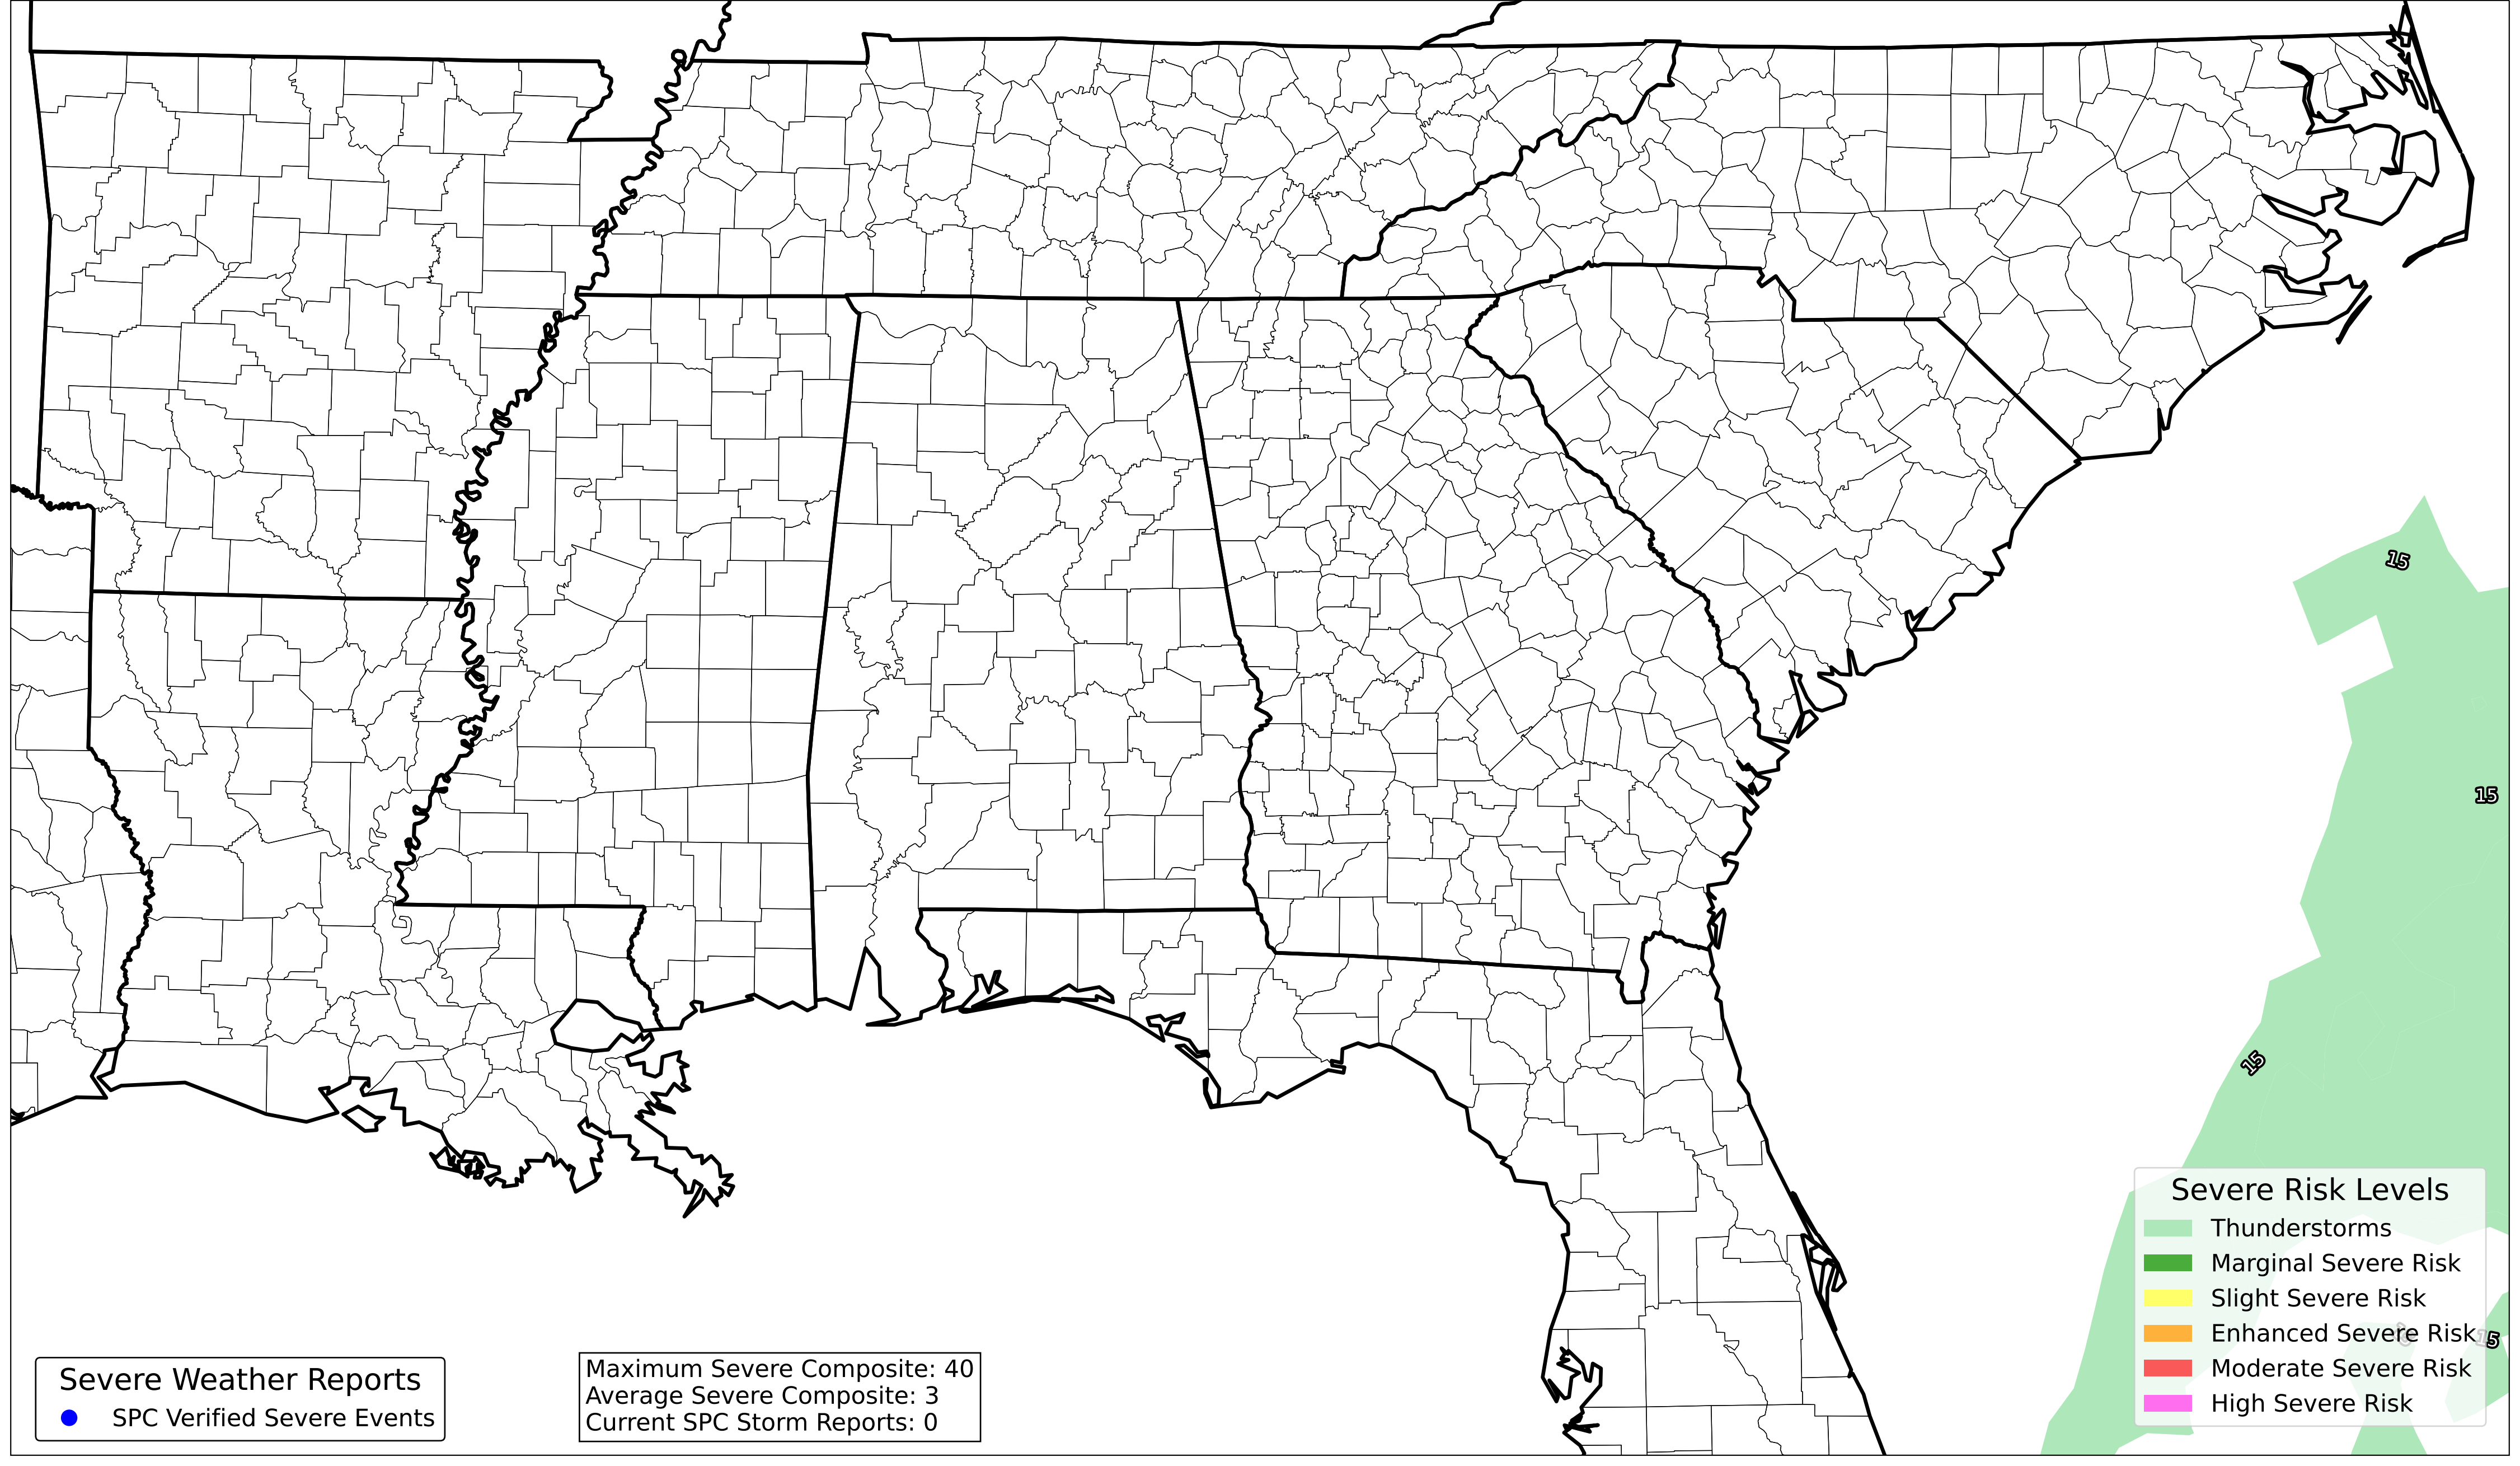 15
15
15
Severe Risk Levels
Thunderstorms
Marginal Severe Risk
Slight Severe Risk
Enhanced Severe Risk
15
Moderate Severe Risk
High Severe Risk
Severe Weather Reports
SPC Verified Severe Events
Maximum Severe Composite: 40
Average Severe Composite: 3
Current SPC Storm Reports: 0